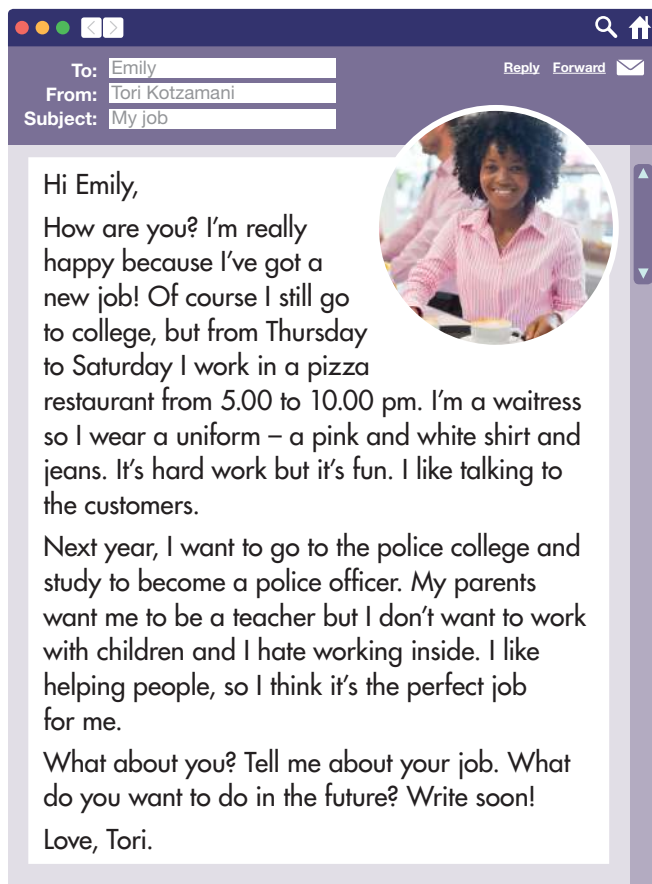 Reply Forward
To: Emily
From: Tori Kotzamani
Subject: My job
Hi Emily,
How are you? I'm really
happy because I've got a
new job! Of course I still go
to college, but from Thursday
to Saturday I work in a pizza
restaurant from 5.00 to 10.00 pm. I'm a waitress
so I wear a uniform – a pink and white shirt and
jeans. It's hard work but it's fun. I like talking to
the customers.
Next year, I want to go to the police college and
study to become a police officer. My parents
want me to be a teacher but I don't want to work
with children and I hate working inside. I like
helping people, so I think it's the perfect job
for me.
What about you? Tell me about your job. What
do you want to do in the future? Write soon!
Love, Tori.